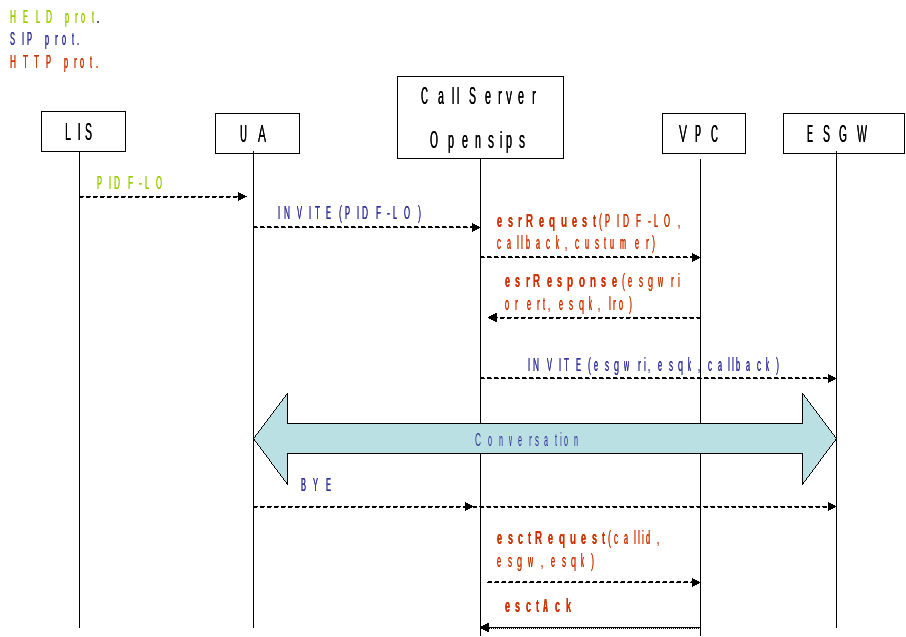 HELD prot.
SIP prot.
HTTP prot.
LIS
UA
CallServer
Opensips
VPC
ESGW
PIDF-LO
INVITE(PIDF-LO)
esrRequest(PIDF-LO,
callback, custumer)
esrResponse(esgwri
or ert, esqk, lro)
INVITE(esgwri, esqk, callback)
Conversation
BYE
esctRequest(callid,
esgw, esqk)
esctAck